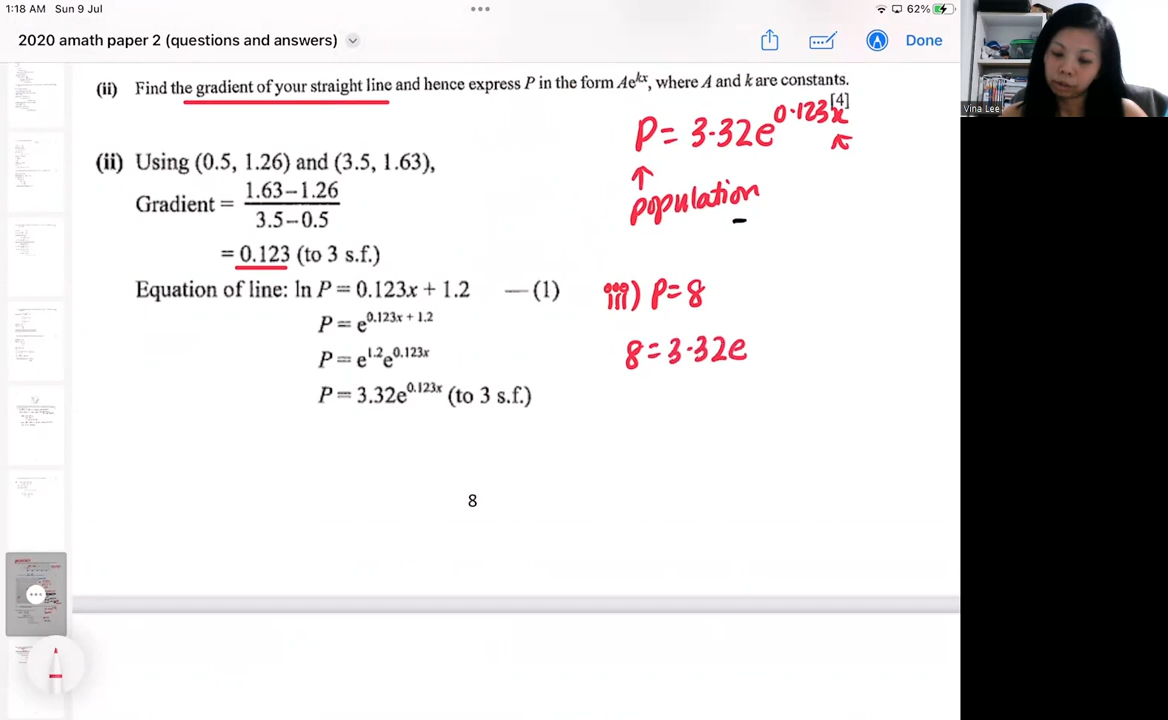 1:18 AM Sun 9 Jul
62%
2020 amath paper 2 (questions and answers)
Done
(ii) Find the gradient of your straight line and hence express P in the form Ae^{kx}, where A and k are constants.
[4]
P = 3.32e^{0.123x}
population
(ii) Using (0.5, 1.26) and (3.5, 1.63),
Gradient = \frac{1.63-1.26}{3.5-0.5}
= 0.123 (to 3 s.f.)
Equation of line: ln P = 0.123x + 1.2 — (1)
P = e^{0.123x + 1.2}
P = e^{1.2}e^{0.123x}
P = 3.32e^{0.123x} (to 3 s.f.)
iii) P = 8
8 = 3.32e
8
Vina Lee